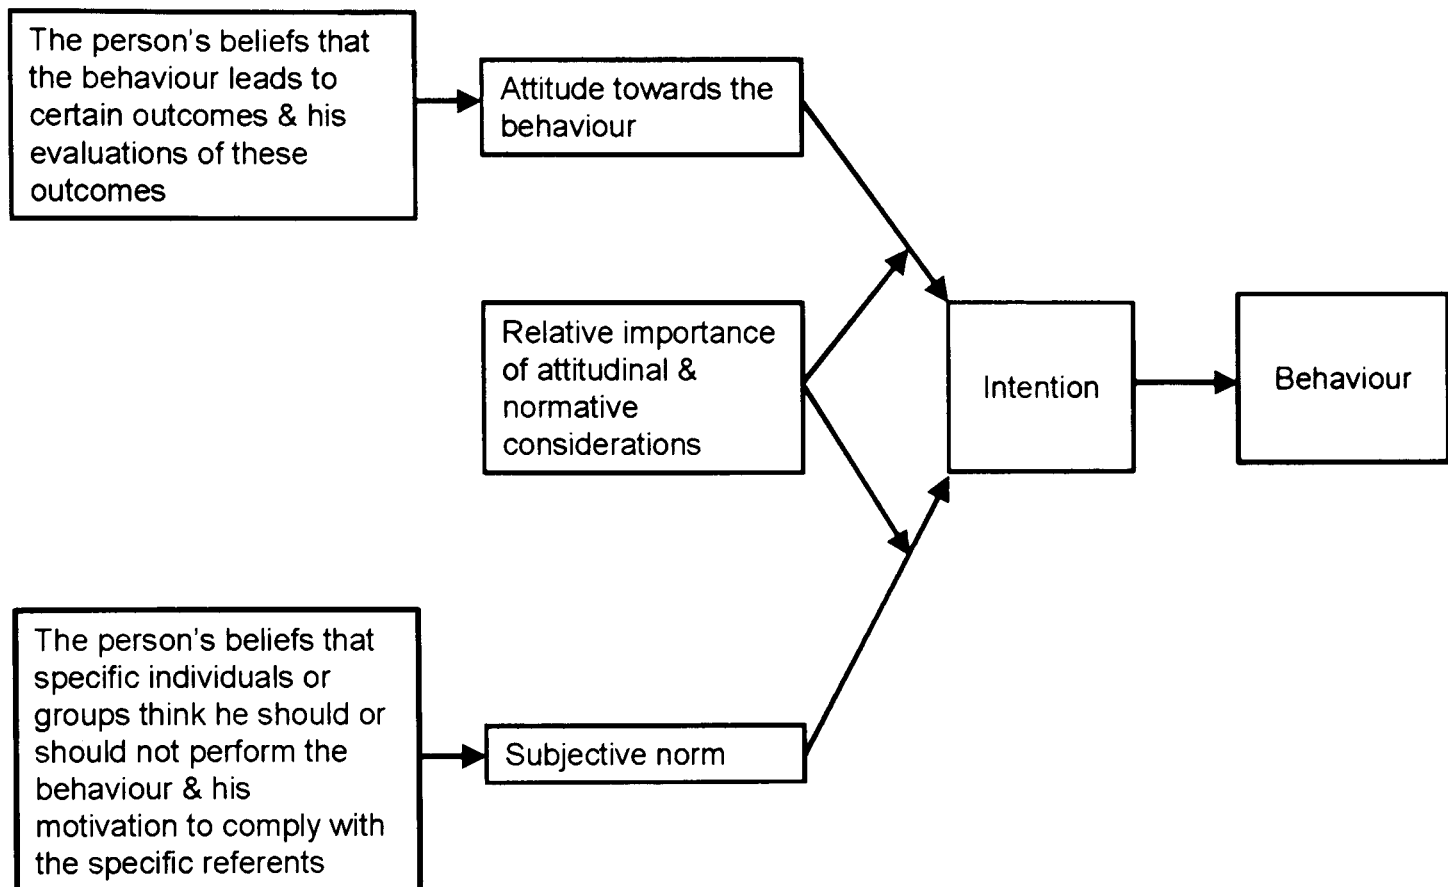 The person's beliefs that
the behaviour leads to
certain outcomes & his
evaluations of these
outcomes
Attitude towards the
behaviour
Relative importance
of attitudinal &
normative
considerations
Intention
Behaviour
The person's beliefs that
specific individuals or
groups think he should or
should not perform the
behaviour & his
motivation to comply with
the specific referents
Subjective norm